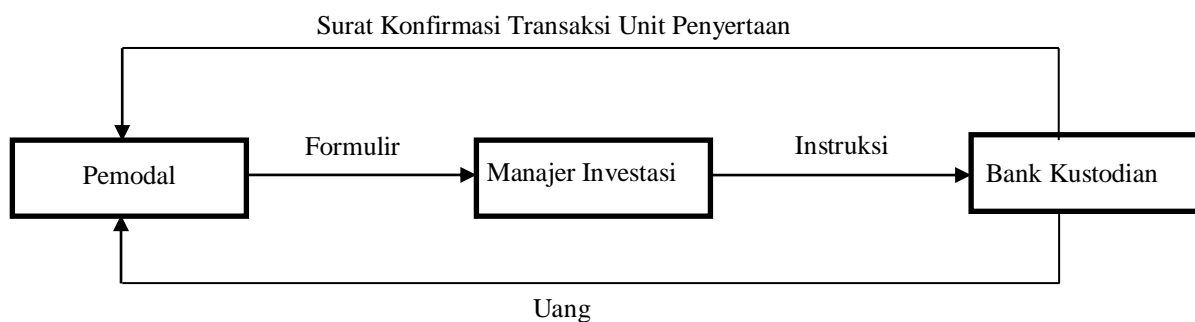 Surat Konfirmasi Transaksi Unit Penyertaan
Formulir
Instruksi
Pemodal
Manajer Investasi
Bank Kustodian
Uang